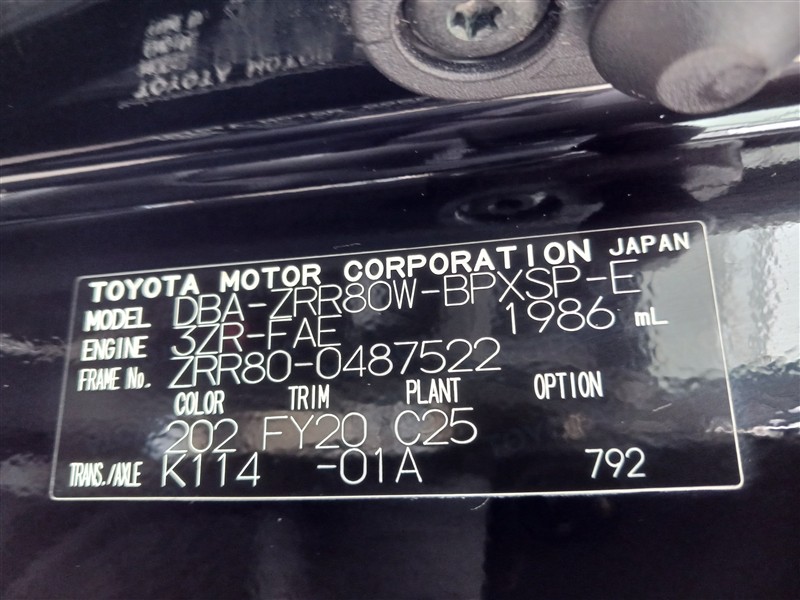 TOYOTA MOTOR CORPORATION JAPAN
MODEL DBA-ZRR80W-BPXSP-E
ENGINE 3ZR-FAE 1986 mL
FRAME No. ZRR80-0487522
COLOR TRIM PLANT OPTION
202 FY20 C25
TRANS./AXLE K114 -01A 792